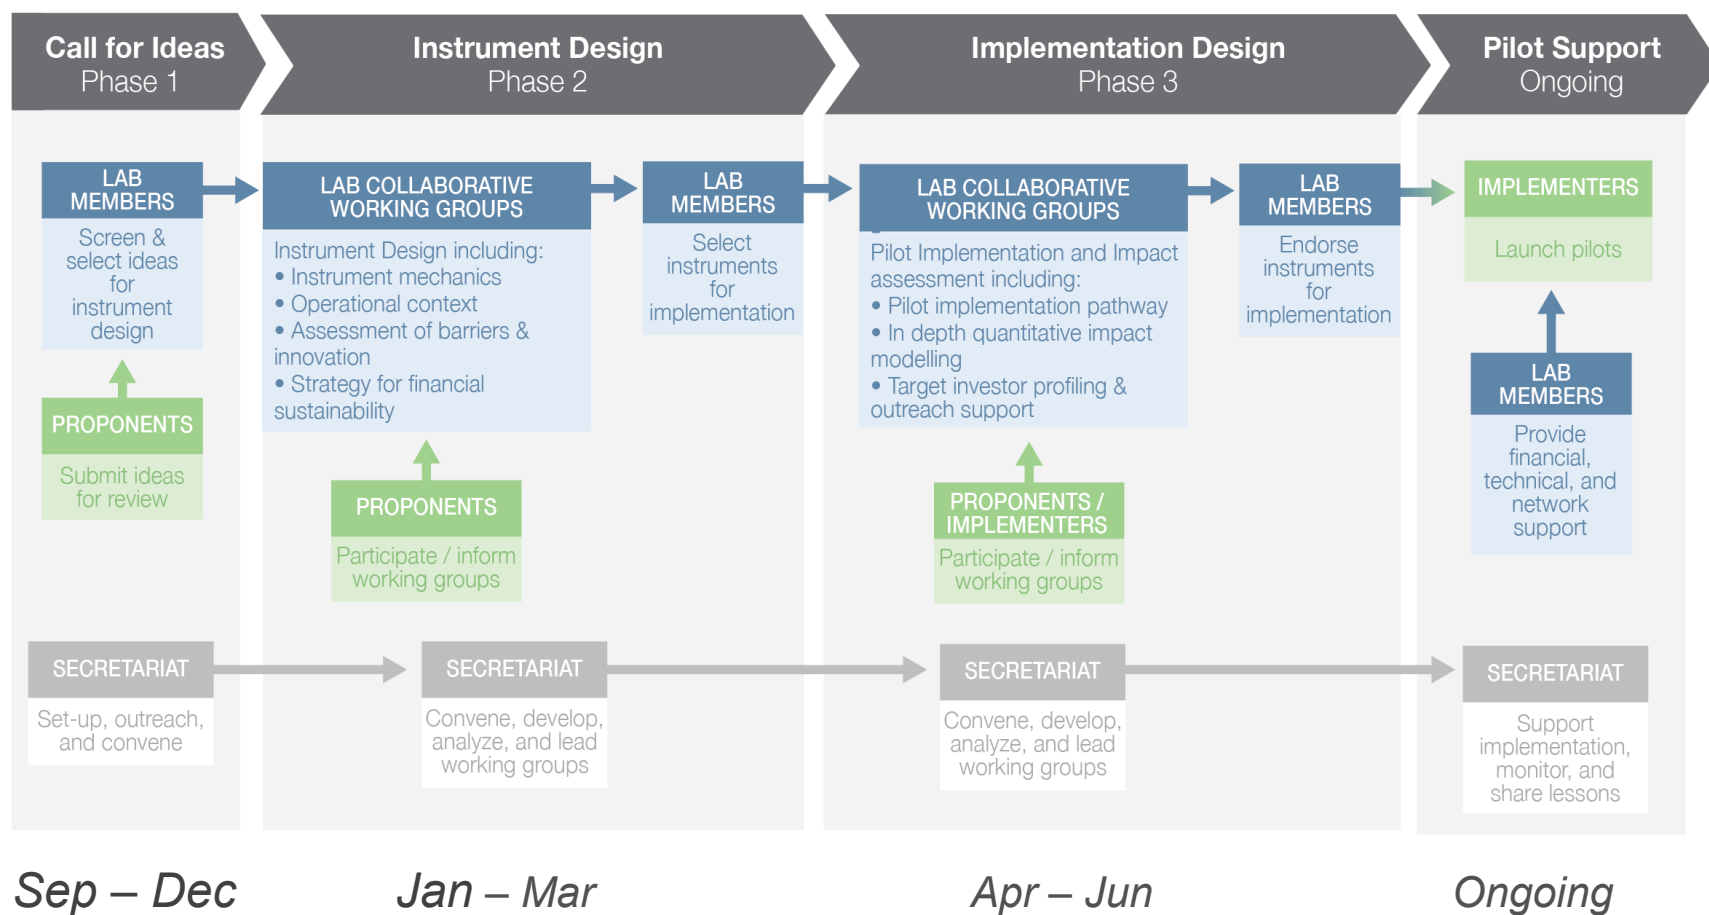 Call for Ideas
Phase 1
Instrument Design
Phase 2
Implementation Design
Phase 3
Pilot Support
Ongoing
LAB
MEMBERS
Screen &
select ideas
for
instrument
design
PROPONENTS
Submit ideas
for review
LAB COLLABORATIVE
WORKING GROUPS
Instrument Design including:
• Instrument mechanics
• Operational context
• Assessment of barriers &
innovation
• Strategy for financial
sustainability
PROPONENTS
Participate / inform
working groups
LAB
MEMBERS
Select
instruments
for
implementation
LAB COLLABORATIVE
WORKING GROUPS
Pilot Implementation and Impact
assessment including:
• Pilot implementation pathway
• In depth quantitative impact
modelling
• Target investor profiling &
outreach support
PROPONENTS /
IMPLEMENTERS
Participate / inform
working groups
LAB
MEMBERS
Endorse
instruments
for
implementation
IMPLEMENTERS
Launch pilots
LAB
MEMBERS
Provide
financial,
technical, and
network
support
SECRETARIAT
Set-up, outreach,
and convene
SECRETARIAT
Convene, develop,
analyze, and lead
working groups
SECRETARIAT
Convene, develop,
analyze, and lead
working groups
SECRETARIAT
Support
implementation,
monitor, and
share lessons
Sep – Dec
Jan – Mar
Apr – Jun
Ongoing